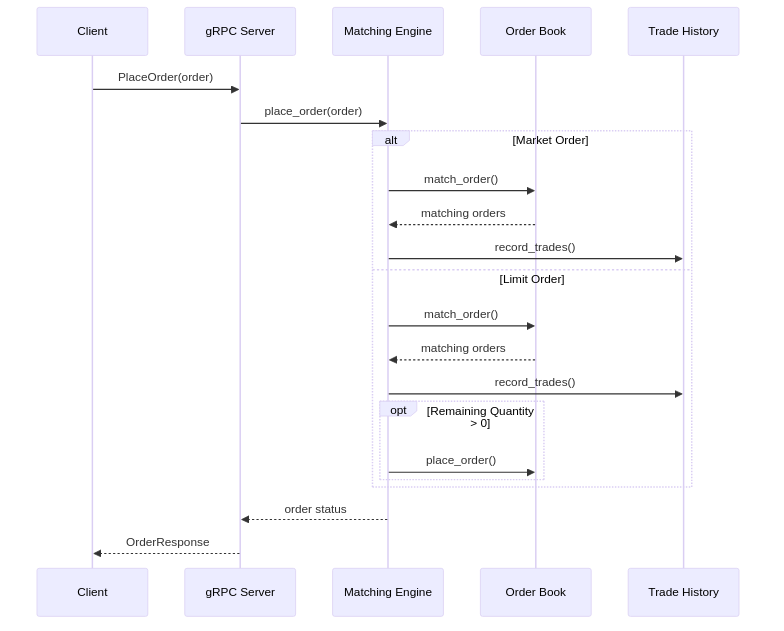 Client
gRPC Server
Matching Engine
Order Book
Trade History
PlaceOrder(order)
place_order(order)
alt
[Market Order]
match_order()
matching orders
record_trades()
[Limit Order]
match_order()
matching orders
record_trades()
opt
[Remaining Quantity
> 0]
place_order()
order status
OrderResponse
Client
gRPC Server
Matching Engine
Order Book
Trade History